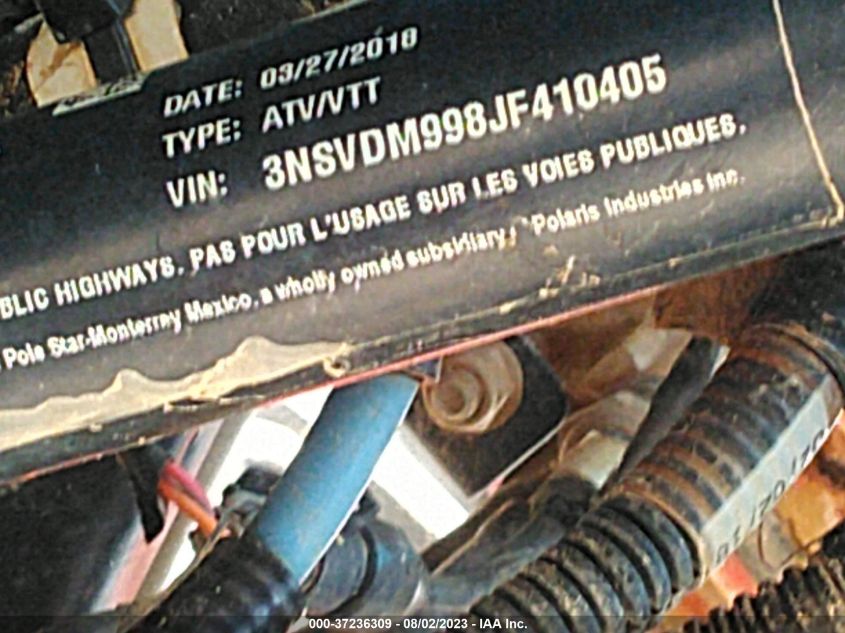 DATE: 03/27/2018
TYPE: ATV/VTT
VIN: 3NSVDM998JF410405
BLIC HIGHWAYS. PAS POUR L'USAGE SUR LES VOIES PUBLIQUES.
Pole Star-Monterrey Mexico, a wholly owned subsidiary of Polaris Industries Inc.
000-37236309 - 08/02/2023 - IAA Inc.